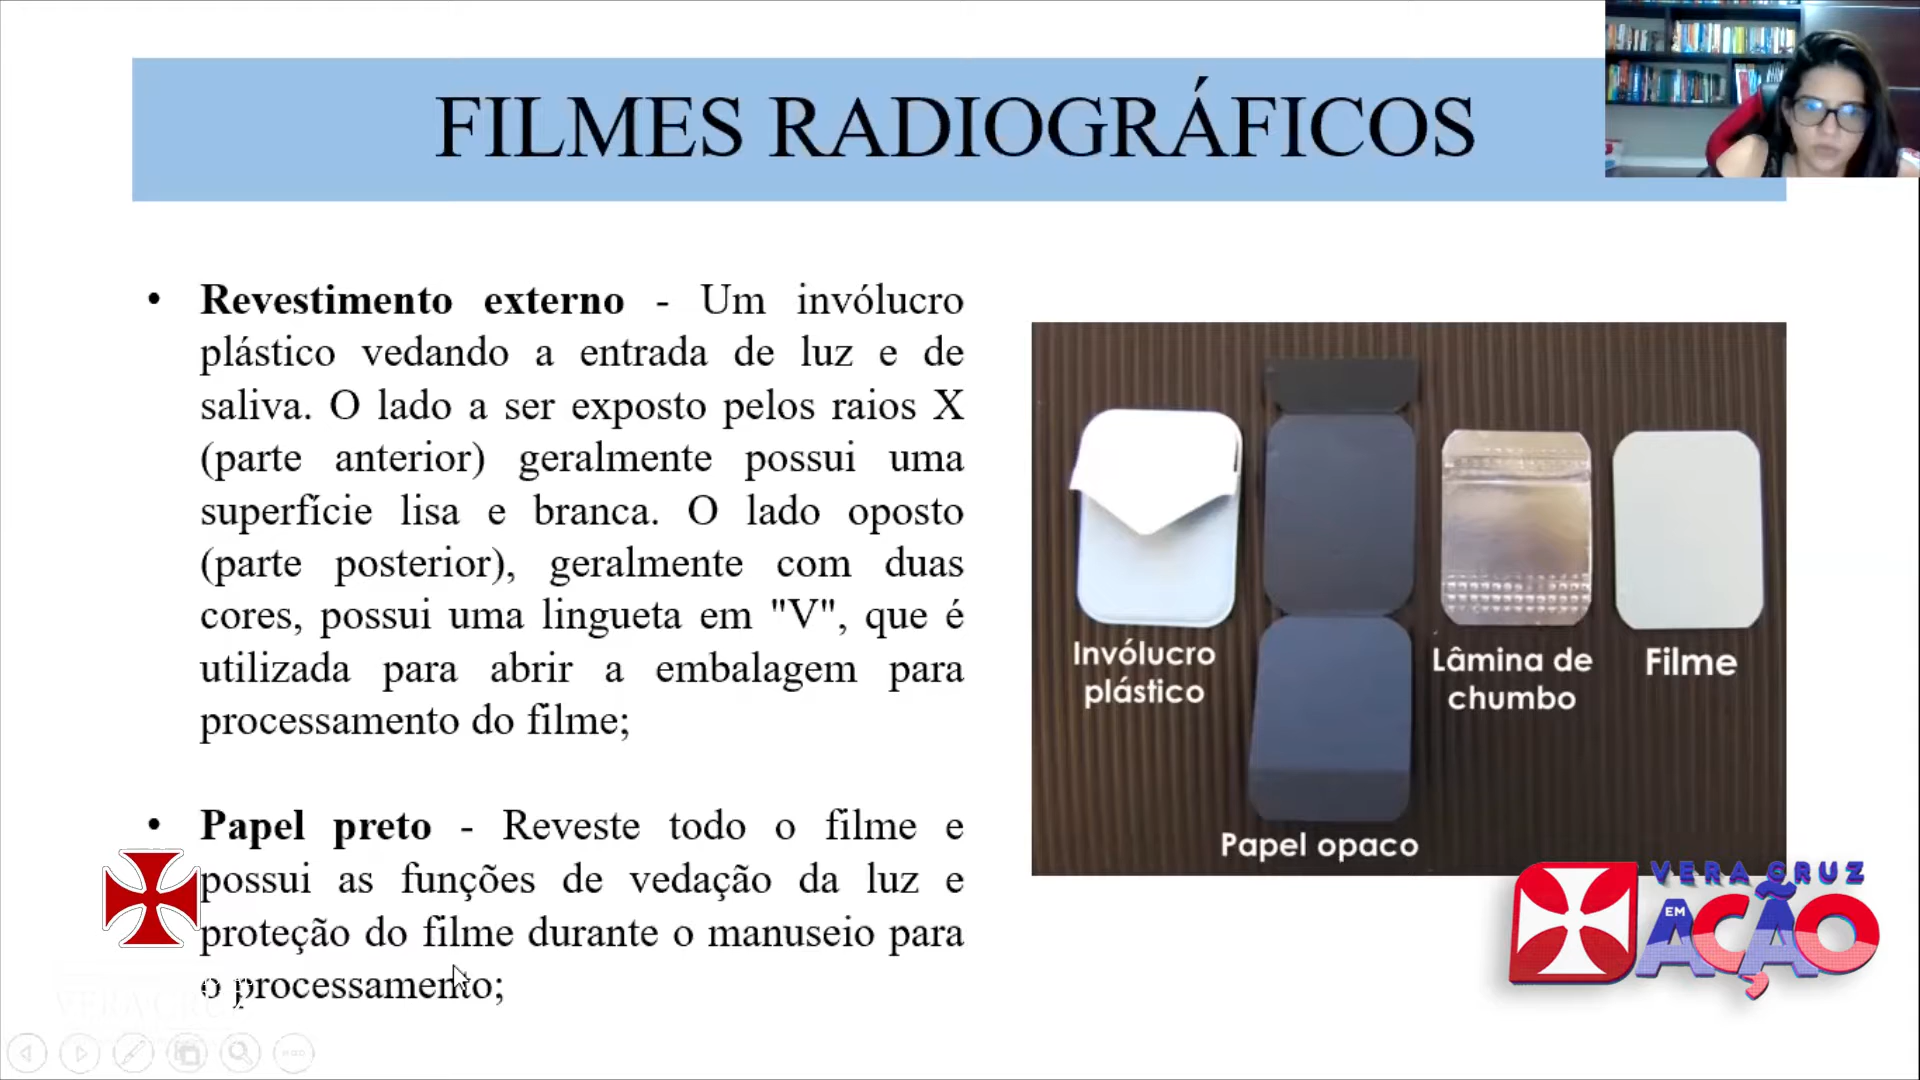 FILMES RADIOGRÁFICOS
• Revestimento externo - Um invólucro
plástico vedando a entrada de luz e de
saliva. O lado a ser exposto pelos raios X
(parte anterior) geralmente possui uma
superfície lisa e branca. O lado oposto
(parte posterior), geralmente com duas
cores, possui uma lingueta em "V", que é
utilizada para abrir a embalagem para
processamento do filme;
• Papel preto - Reveste todo o filme e
possui as funções de vedação da luz e
proteção do filme durante o manuseio para
o processamento;
Invólucro
plástico
Papel opaco
Lâmina de
chumbo
Filme
VERA CRUZ
EM
AÇÃO
VERA CRUZ